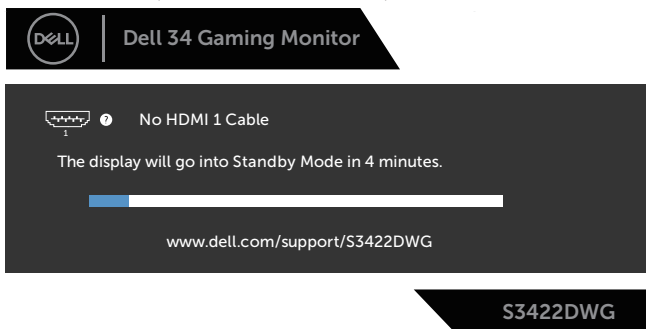 DELL
Dell 34 Gaming Monitor
? No HDMI 1 Cable
1
The display will go into Standby Mode in 4 minutes.
www.dell.com/support/S3422DWG
S3422DWG